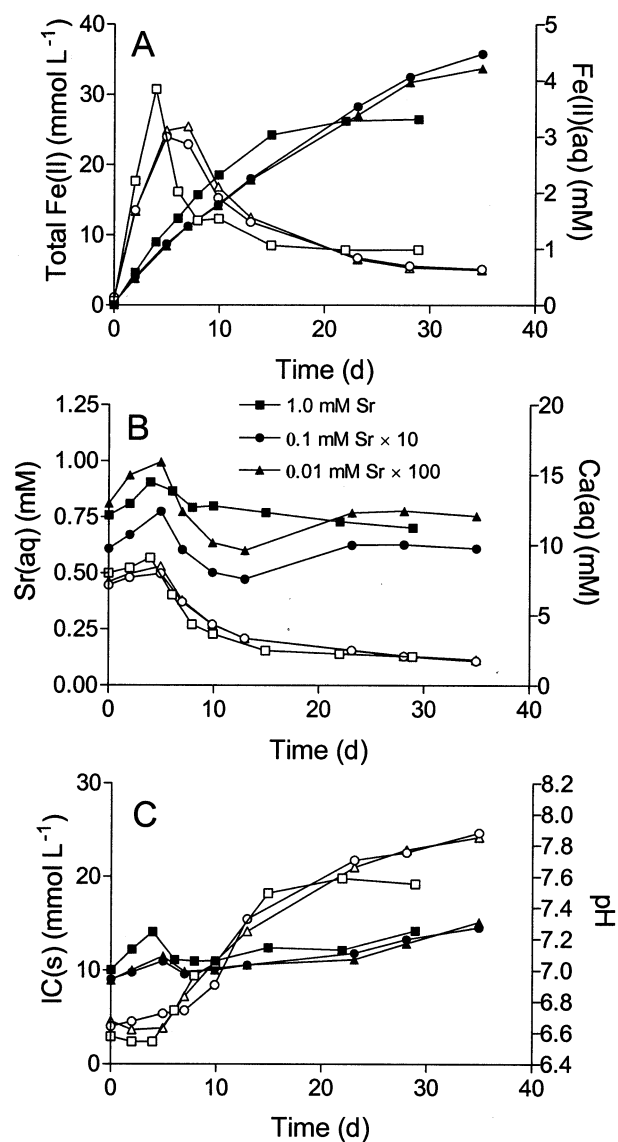 A
Total Fe(II) (mmol L⁻¹)
40
30
20
10
0
Fe(II)(aq) (mM)
5
4
3
2
1
0
0 10 20 30 40
Time (d)
B
Sr(aq) (mM)
1.25
1.00
0.75
0.50
0.25
0.00
1.0 mM Sr
0.1 mM Sr × 10
0.01 mM Sr × 100
Ca(aq) (mM)
20
15
10
5
0
0 10 20 30 40
Time (d)
C
IC(s) (mmol L⁻¹)
30
20
10
0
pH
8.2
8.0
7.8
7.6
7.4
7.2
7.0
6.8
6.6
6.4
0 10 20 30 40
Time (d)